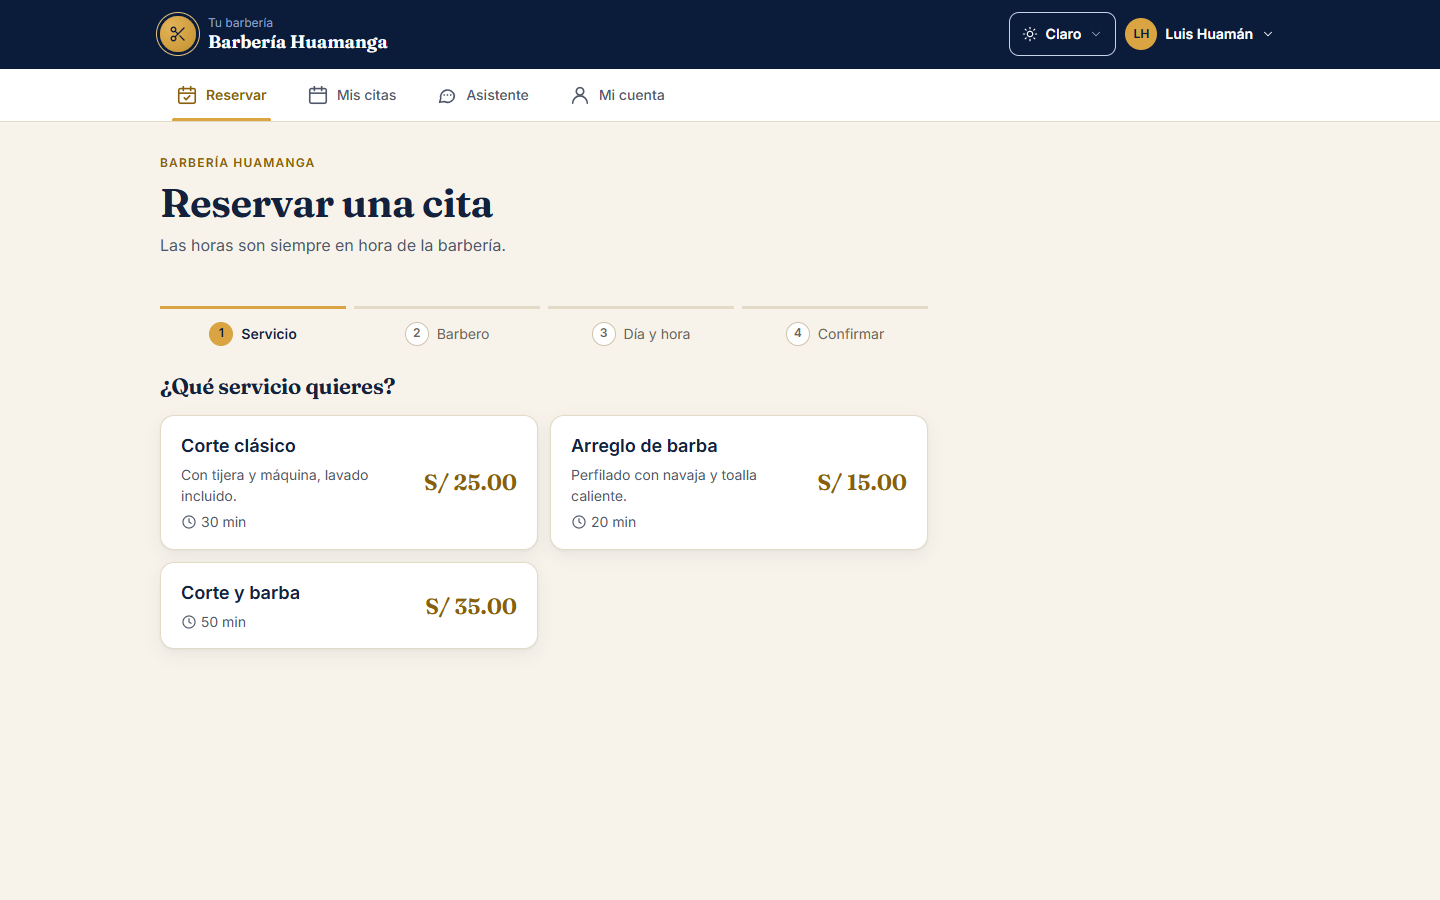 Tu barbería
Barbería Huamanga
Claro
LH
Luis Huamán
Reservar
Mis citas
Asistente
Mi cuenta
BARBERÍA HUAMANGA
Reservar una cita
Las horas son siempre en hora de la barbería.
1 Servicio
2 Barbero
3 Día y hora
4 Confirmar
¿Qué servicio quieres?
Corte clásico
Con tijera y máquina, lavado
incluido.
30 min
S/ 25.00
Arreglo de barba
Perfilado con navaja y toalla
caliente.
20 min
S/ 15.00
Corte y barba
50 min
S/ 35.00